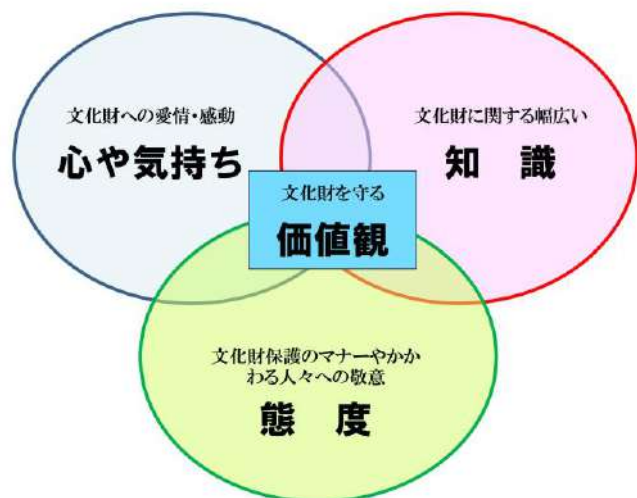 文化財への愛情・感動
心や気持ち
文化財に関する幅広い
知　識
文化財を守る
価値観
文化財保護のマナーやかか
わる人々への敬意
態　度